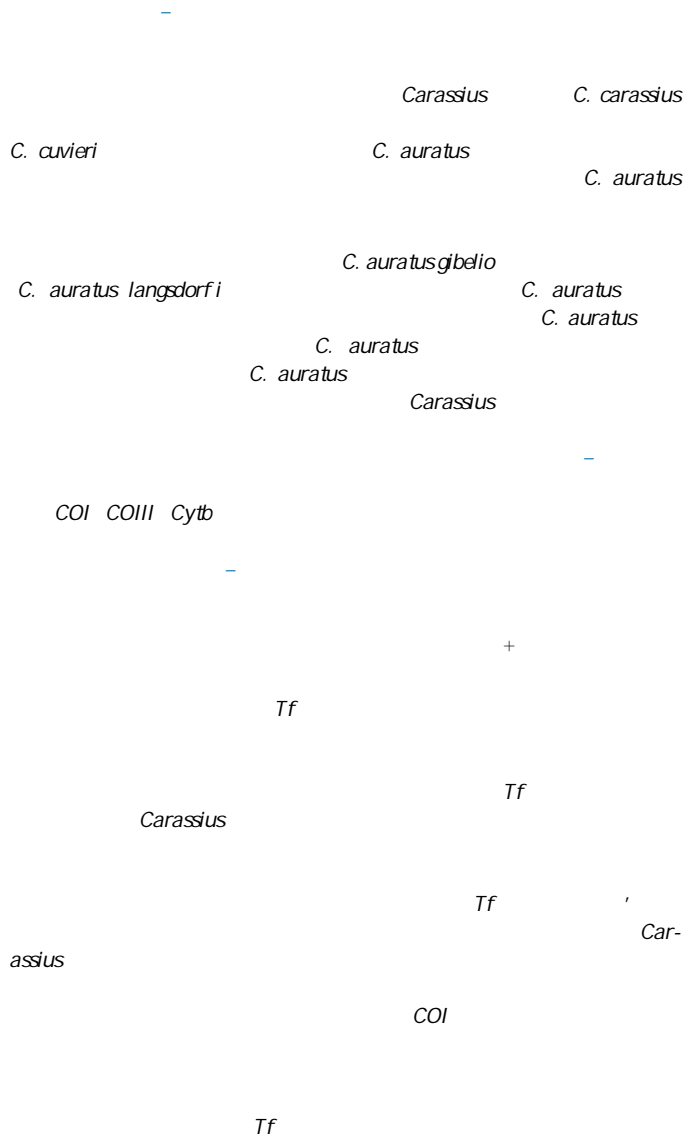 –
Carassius C. carassius
C. cuvieri C. auratus
C. auratus
C. auratus gibelio
C. auratus langsdorfi C. auratus
C. auratus
C. auratus
C. auratus
Carassius
–
COI COIII Cytb
–
+
Tf
Tf
Carassius
Tf ′
Car-
assius
COI
Tf